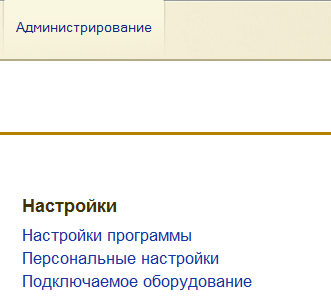 Администрирование
Настройки
Настройки программы
Персональные настройки
Подключаемое оборудование